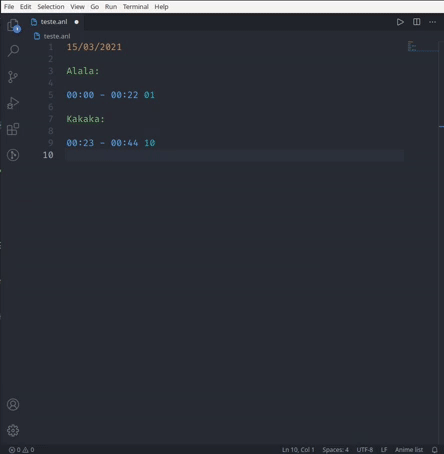 File Edit Selection View Go Run Terminal Help
teste.anl
teste.anl
1 15/03/2021
2
3 Alala:
4
5 00:00 - 00:22 01
6
7 Kakaka:
8
9 00:23 - 00:44 10
10
0 0 Ln 10, Col 1 Spaces: 4 UTF-8 LF Anime list